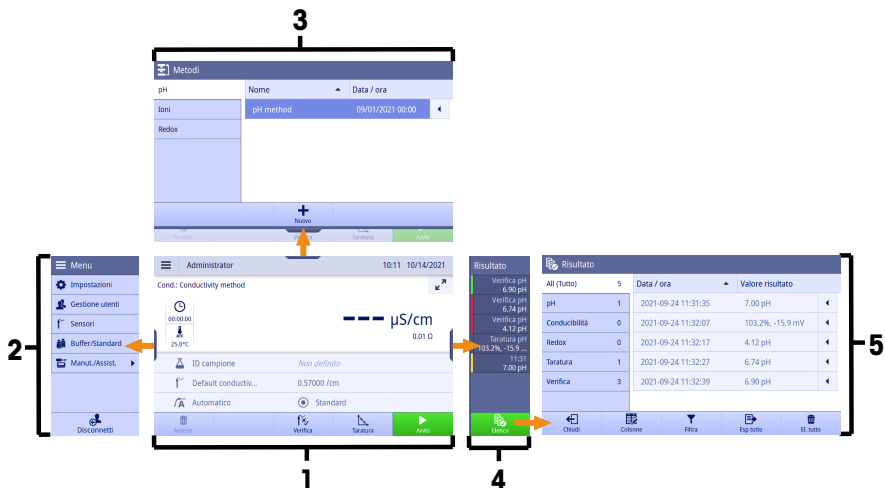 3
Metodi
pH
Nome
Data / ora
Ioni
pH method
09/01/2021 00:00
Redox
Nuovo
Arresto
Verifica
Taratura
Avvio
2
Menu
Impostazioni
Gestione utenti
Sensori
Buffer/Standard
Manut./Assist.
Disconnetti
Administrator
10:11 10/14/2021
Cond.: Conductivity method
00:00:00
ATC
25.0°C
--- μS/cm
0.01 Ω
ID campione
Non definito
Default conductiv...
0.57000 /cm
Automatico
Standard
Arresto
Verifica
Taratura
Avvio
1
Risultato
Verifica pH
6.90 pH
Verifica pH
6.74 pH
Verifica pH
4.12 pH
Taratura pH
103.2%, -15.9 ...
11:31
7.00 pH
Elenco
4
Risultato
All (Tutto) 5
Data / ora
Valore risultato
pH 1
2021-09-24 11:31:35
7.00 pH
Conducibilità 0
2021-09-24 11:32:07
103.2%, -15.9 mV
Redox 0
2021-09-24 11:32:17
4.12 pH
Taratura 1
2021-09-24 11:32:27
6.74 pH
Verifica 3
2021-09-24 11:32:39
6.90 pH
Chiudi
Colonne
Filtra
Esp tutto
El. tutto
5